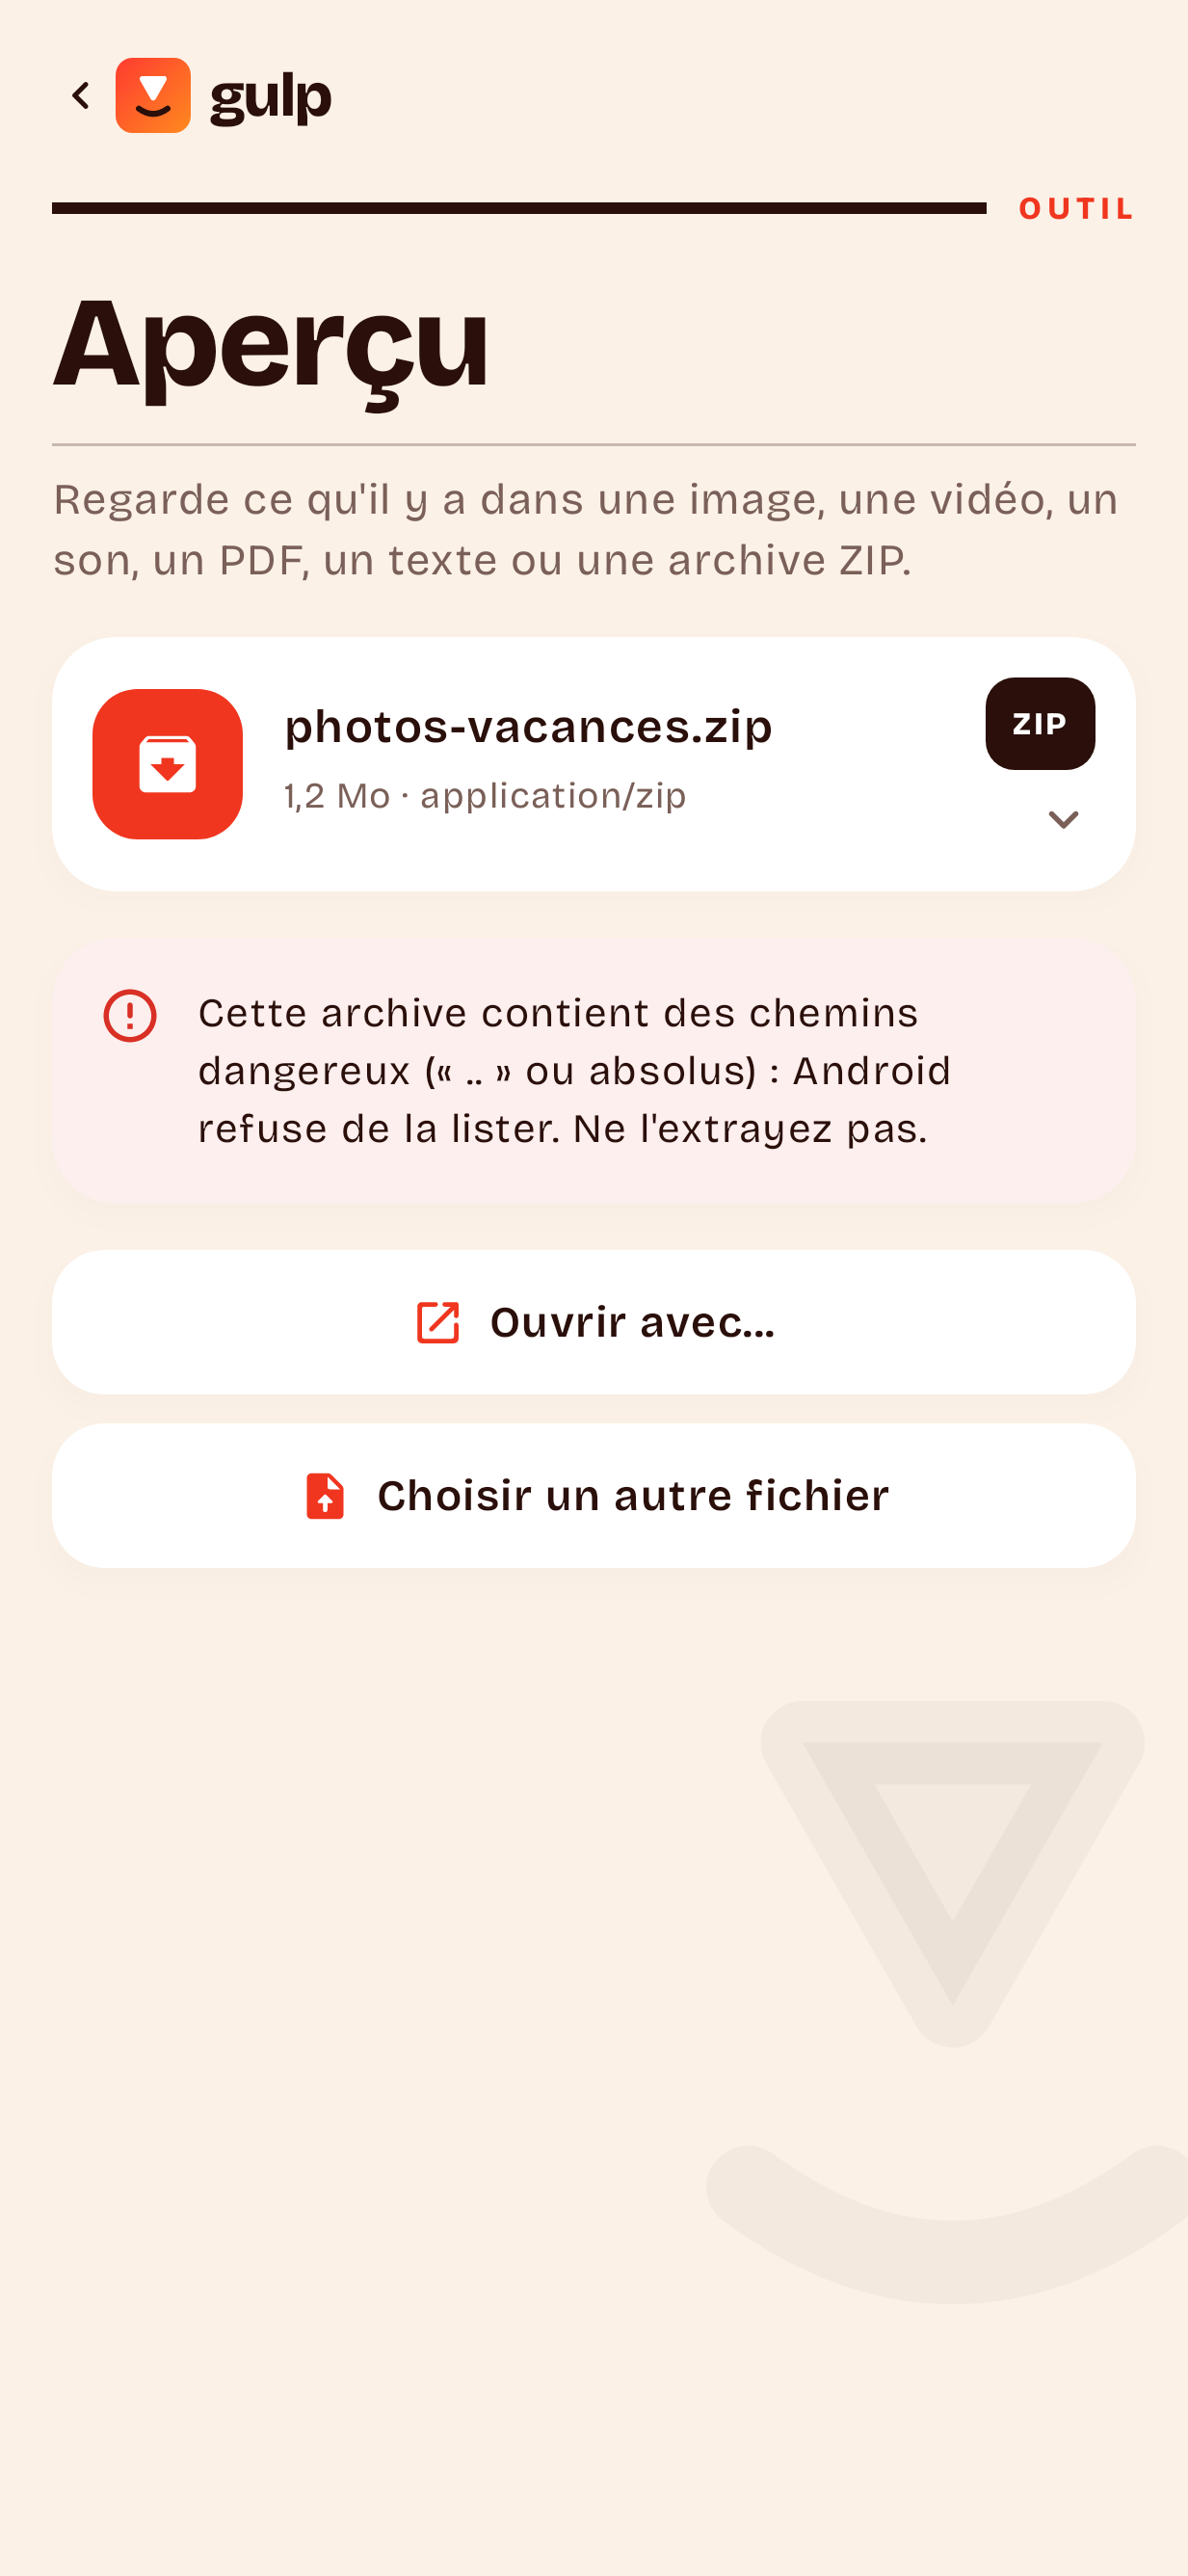 gulp
OUTIL
Aperçu
Regarde ce qu'il y a dans une image, une vidéo, un
son, un PDF, un texte ou une archive ZIP.
photos-vacances.zip
ZIP
1,2 Mo · application/zip
Cette archive contient des chemins
dangereux (« .. » ou absolus) : Android
refuse de la lister. Ne l'extrayez pas.
Ouvrir avec...
Choisir un autre fichier